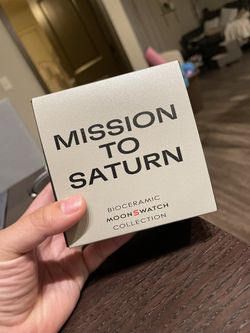 MISSION
TO
SATURN
BIOCERAMIC
MOONSWATCH
COLLECTION